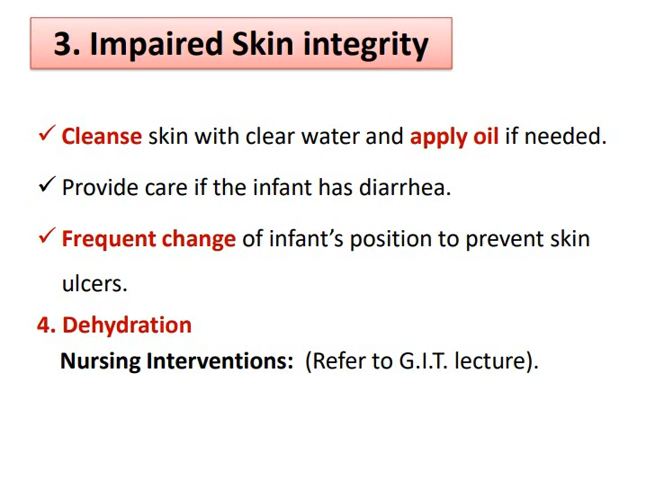 3. Impaired Skin integrity
✓ Cleanse skin with clear water and apply oil if needed.
✓ Provide care if the infant has diarrhea.
✓ Frequent change of infant’s position to prevent skin
ulcers.
4. Dehydration
Nursing Interventions: (Refer to G.I.T. lecture).